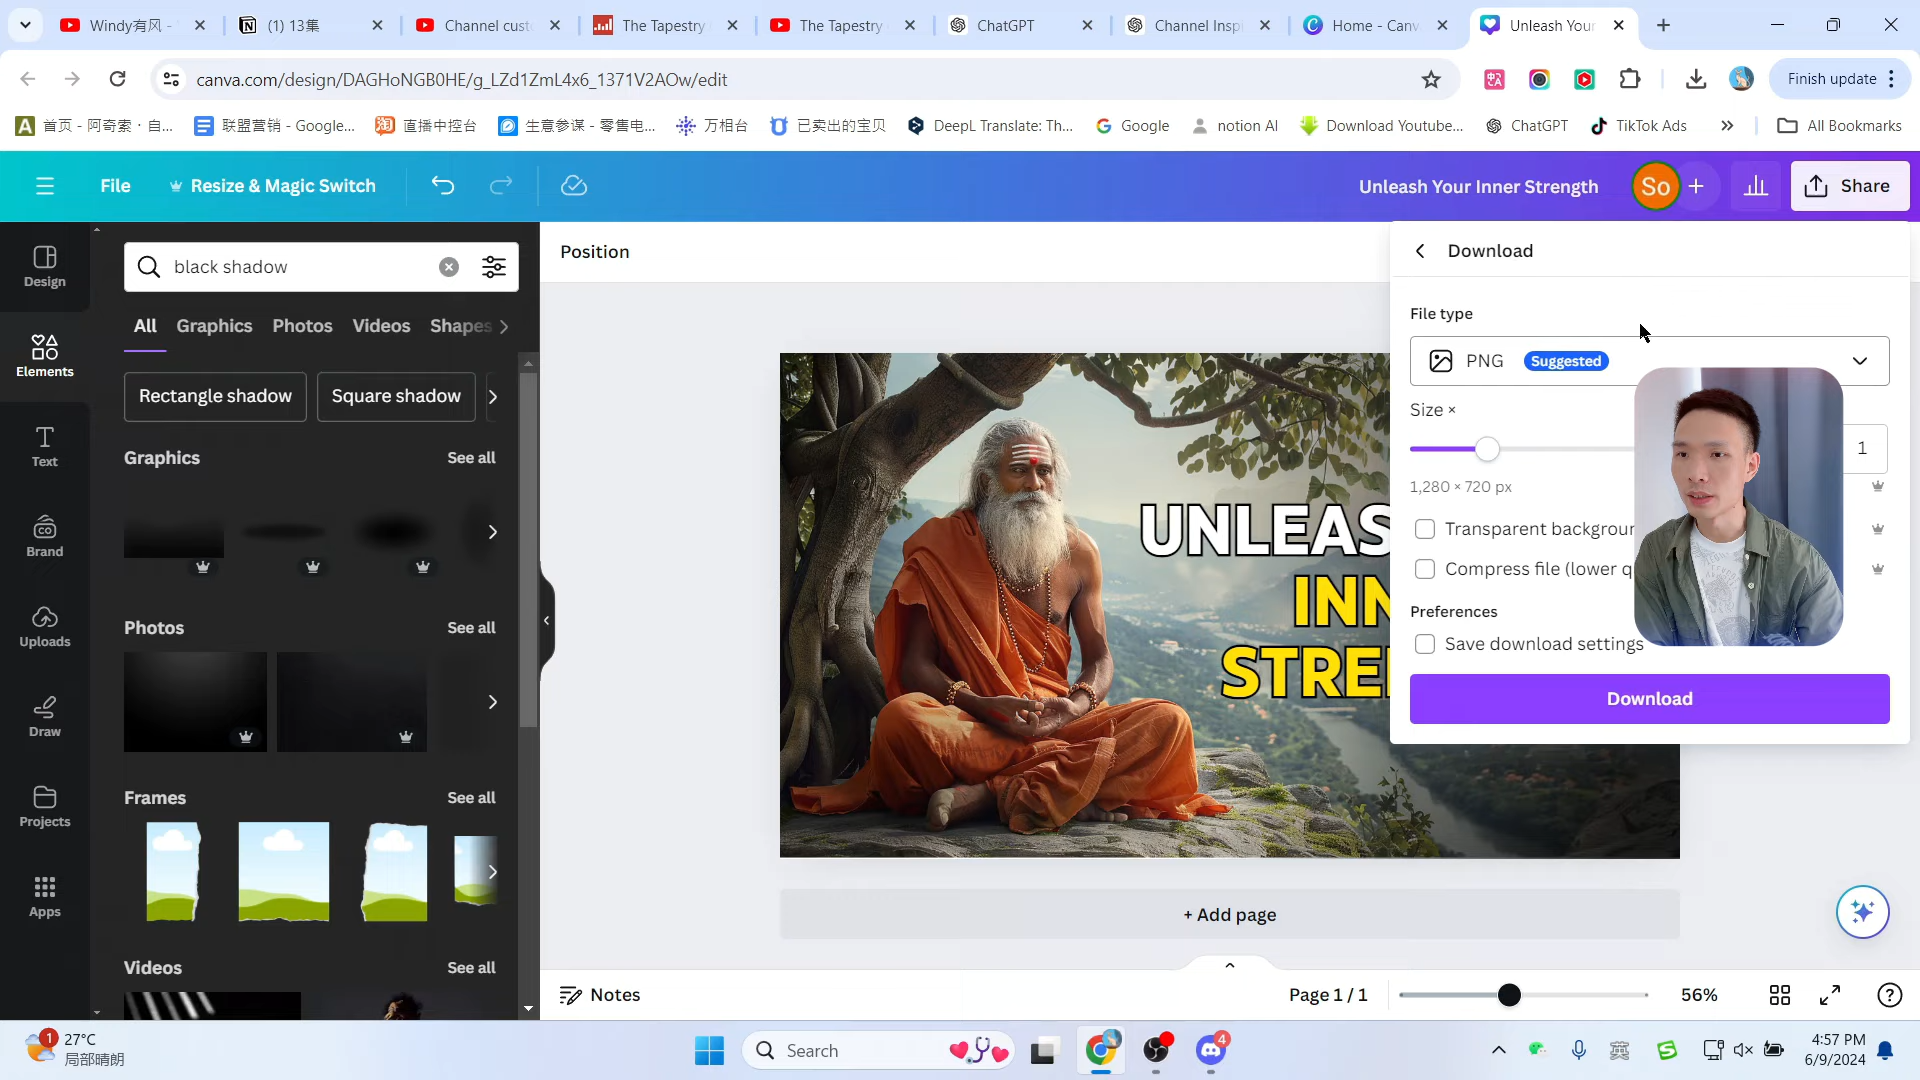 Windy有风 -
(1) 13集
Channel cust
The Tapestry
The Tapestry
ChatGPT
Channel Insp
Home - Canv
Unleash Your
canva.com/design/DAGHoNGB0HE/g_LZd1ZmL4x6_1371V2AOw/edit
Finish update
首页 - 阿奇索 · 自...
联盟营销 - Google...
直播中控台
生意参谋 - 零售电...
万相台
已卖出的宝贝
DeepL Translate: Th...
Google
notion AI
Download Youtube...
ChatGPT
TikTok Ads
All Bookmarks
File
Resize & Magic Switch
Unleash Your Inner Strength
So
Share
Design
Elements
Text
Brand
Uploads
Draw
Projects
Apps
black shadow
All
Graphics
Photos
Videos
Shapes
Rectangle shadow
Square shadow
Graphics
See all
Photos
See all
Frames
See all
Videos
See all
Position
UNLEAS
INN
STRE
Download
File type
PNG
Suggested
Size ×
1
1,280 × 720 px
Transparent backgroun
Compress file (lower q
Preferences
Save download settings
Download
+ Add page
Notes
Page 1 / 1
56%
1
27°C
局部晴朗
Search
4
英
4:57 PM
6/9/2024